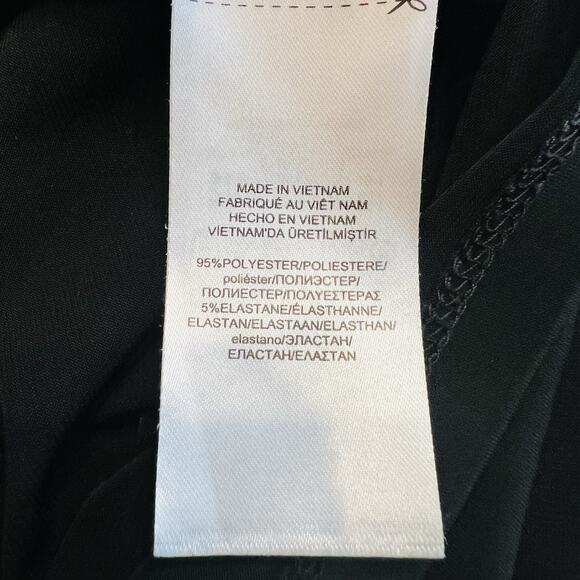 MADE IN VIETNAM
FABRIQUÉ AU VIÊT NAM
HECHO EN VIETNAM
VİETNAM'DA ÜRETİLMİŞTİR
95%POLYESTER/POLIESTERE/
poliéster/ПОЛИЭСТЕР/
ПОЛИЕСТЕР/ΠΟΛΥΕΣΤΕΡΑΣ
5%ELASTANE/ÉLASTHANNE/
ELASTAN/ELASTAAN/ELASTHAN/
elastano/ЭЛАСТАН/
ЕЛАСТАН/ΕΛΑΣΤΑΝ